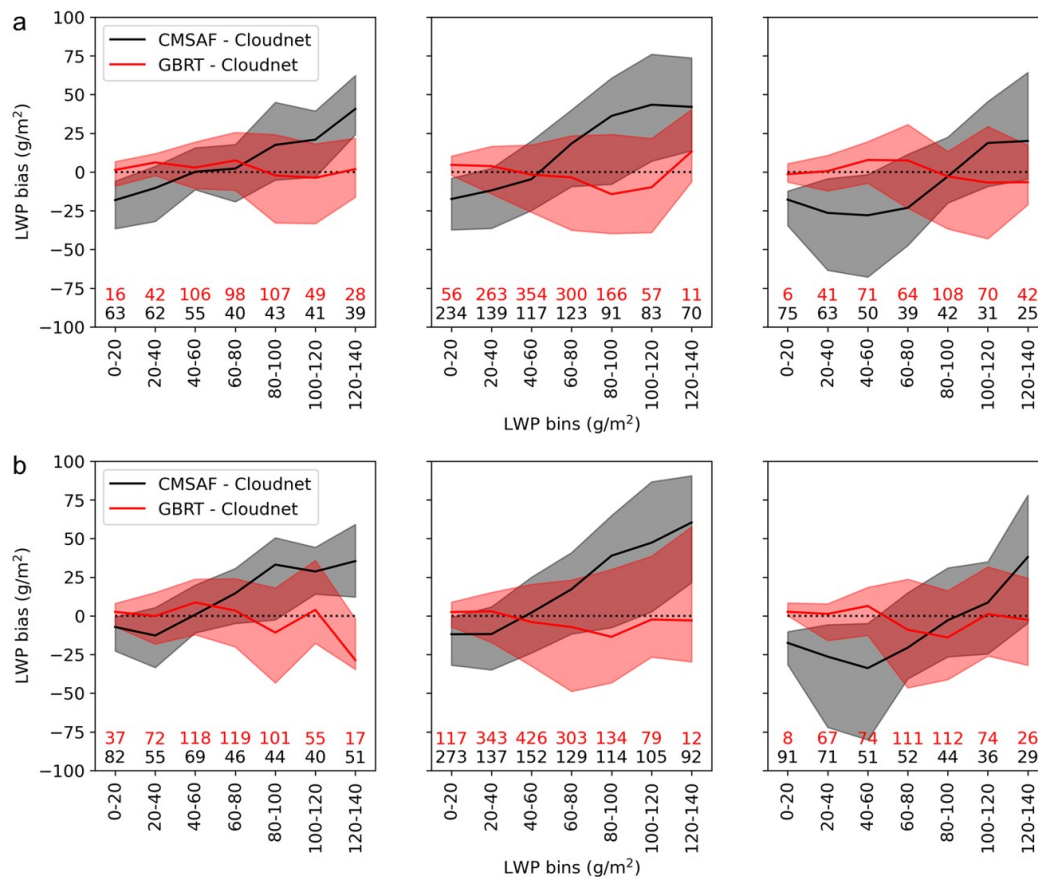 a
LWP bias (g/m²)
100
75
50
25
0
−25
−50
−75
−100
CMSAF - Cloudnet
GBRT - Cloudnet
16 42 106 98 107 49 28
63 62 55 40 43 41 39
56 263 354 300 166 57 11
234 139 117 123 91 83 70
6 41 71 64 108 70 42
75 63 50 39 42 31 25
0-20 20-40 40-60 60-80 80-100 100-120 120-140
0-20 20-40 40-60 60-80 80-100 100-120 120-140
0-20 20-40 40-60 60-80 80-100 100-120 120-140
LWP bins (g/m²)
b
LWP bias (g/m²)
100
75
50
25
0
−25
−50
−75
−100
CMSAF - Cloudnet
GBRT - Cloudnet
37 72 118 119 101 55 17
82 55 69 46 44 40 51
117 343 426 303 134 79 12
273 137 152 129 114 105 92
8 67 74 111 112 74 26
91 71 51 52 44 36 29
0-20 20-40 40-60 60-80 80-100 100-120 120-140
0-20 20-40 40-60 60-80 80-100 100-120 120-140
0-20 20-40 40-60 60-80 80-100 100-120 120-140
LWP bins (g/m²)